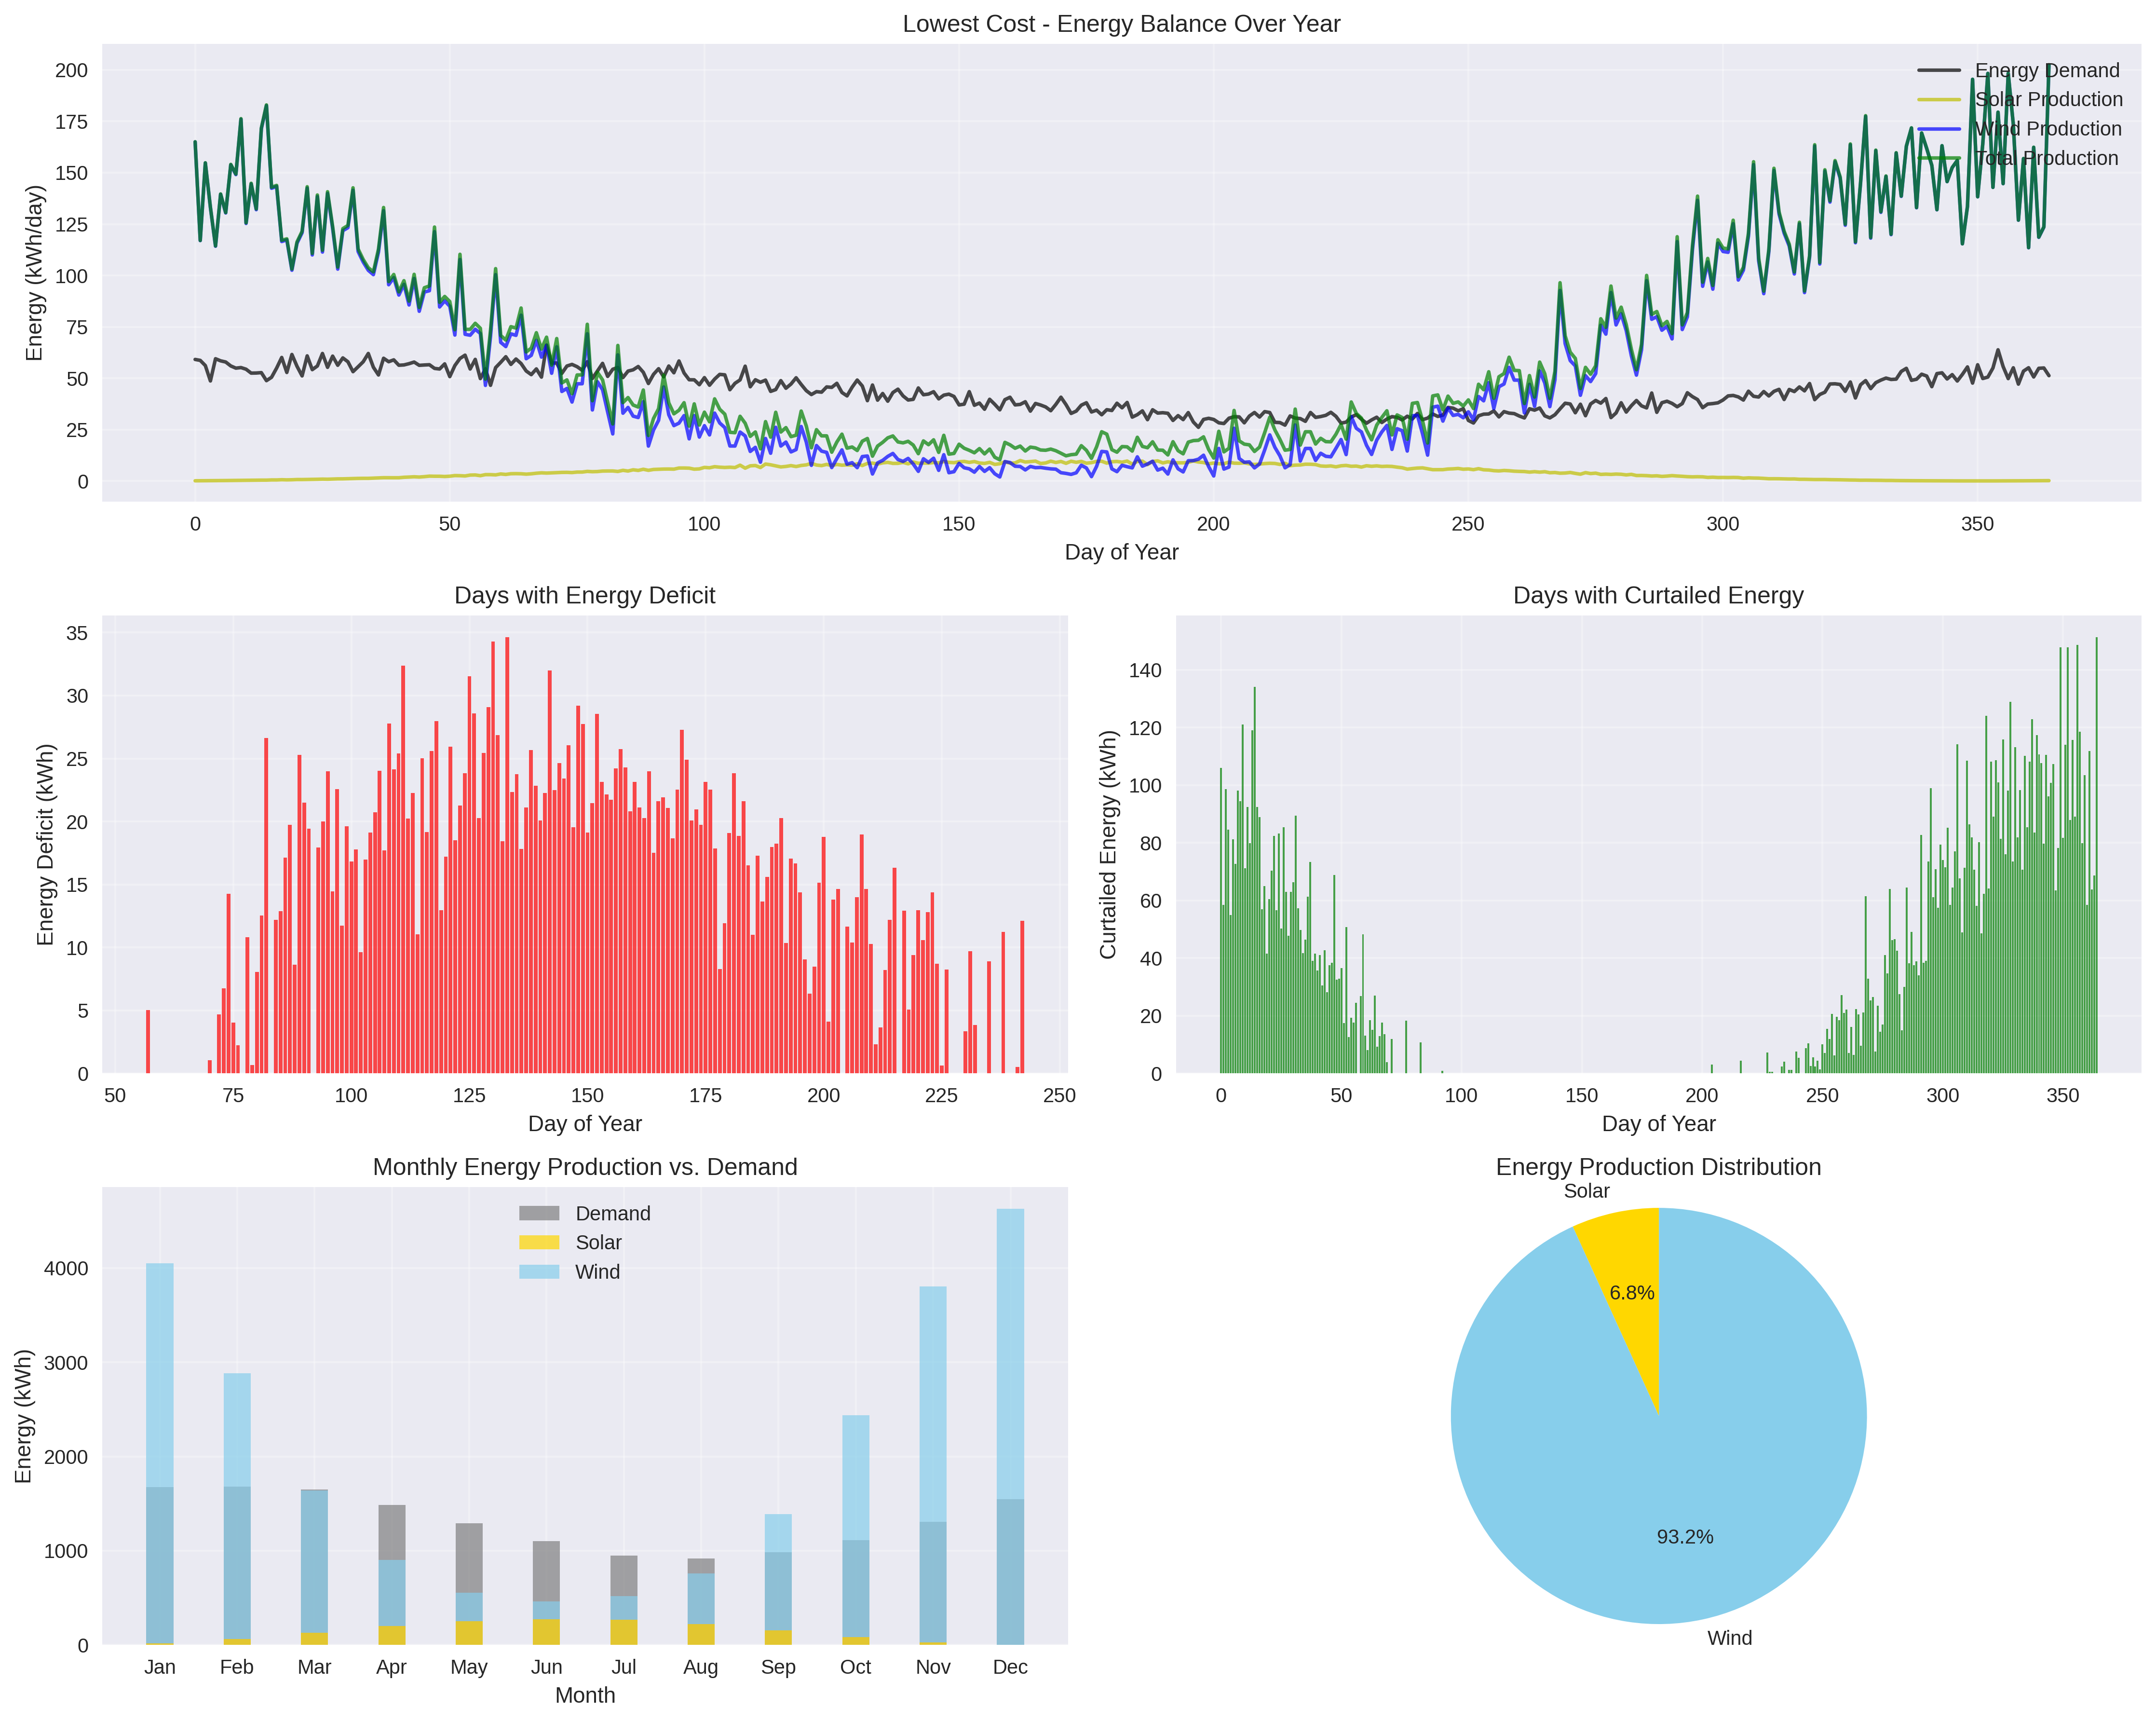 Lowest Cost - Energy Balance Over Year
Energy (kWh/day)
200
175
150
125
100
75
50
25
0
Energy Demand
Solar Production
Wind Production
Total Production
0 50 100 150 200 250 300 350
Day of Year
Days with Energy Deficit
Energy Deficit (kWh)
35
30
25
20
15
10
5
0
50 75 100 125 150 175 200 225 250
Day of Year
Days with Curtailed Energy
Curtailed Energy (kWh)
140
120
100
80
60
40
20
0
0 50 100 150 200 250 300 350
Day of Year
Monthly Energy Production vs. Demand
Energy (kWh)
4000
3000
2000
1000
0
Demand
Solar
Wind
Jan Feb Mar Apr May Jun Jul Aug Sep Oct Nov Dec
Month
Energy Production Distribution
Solar
6.8%
93.2%
Wind